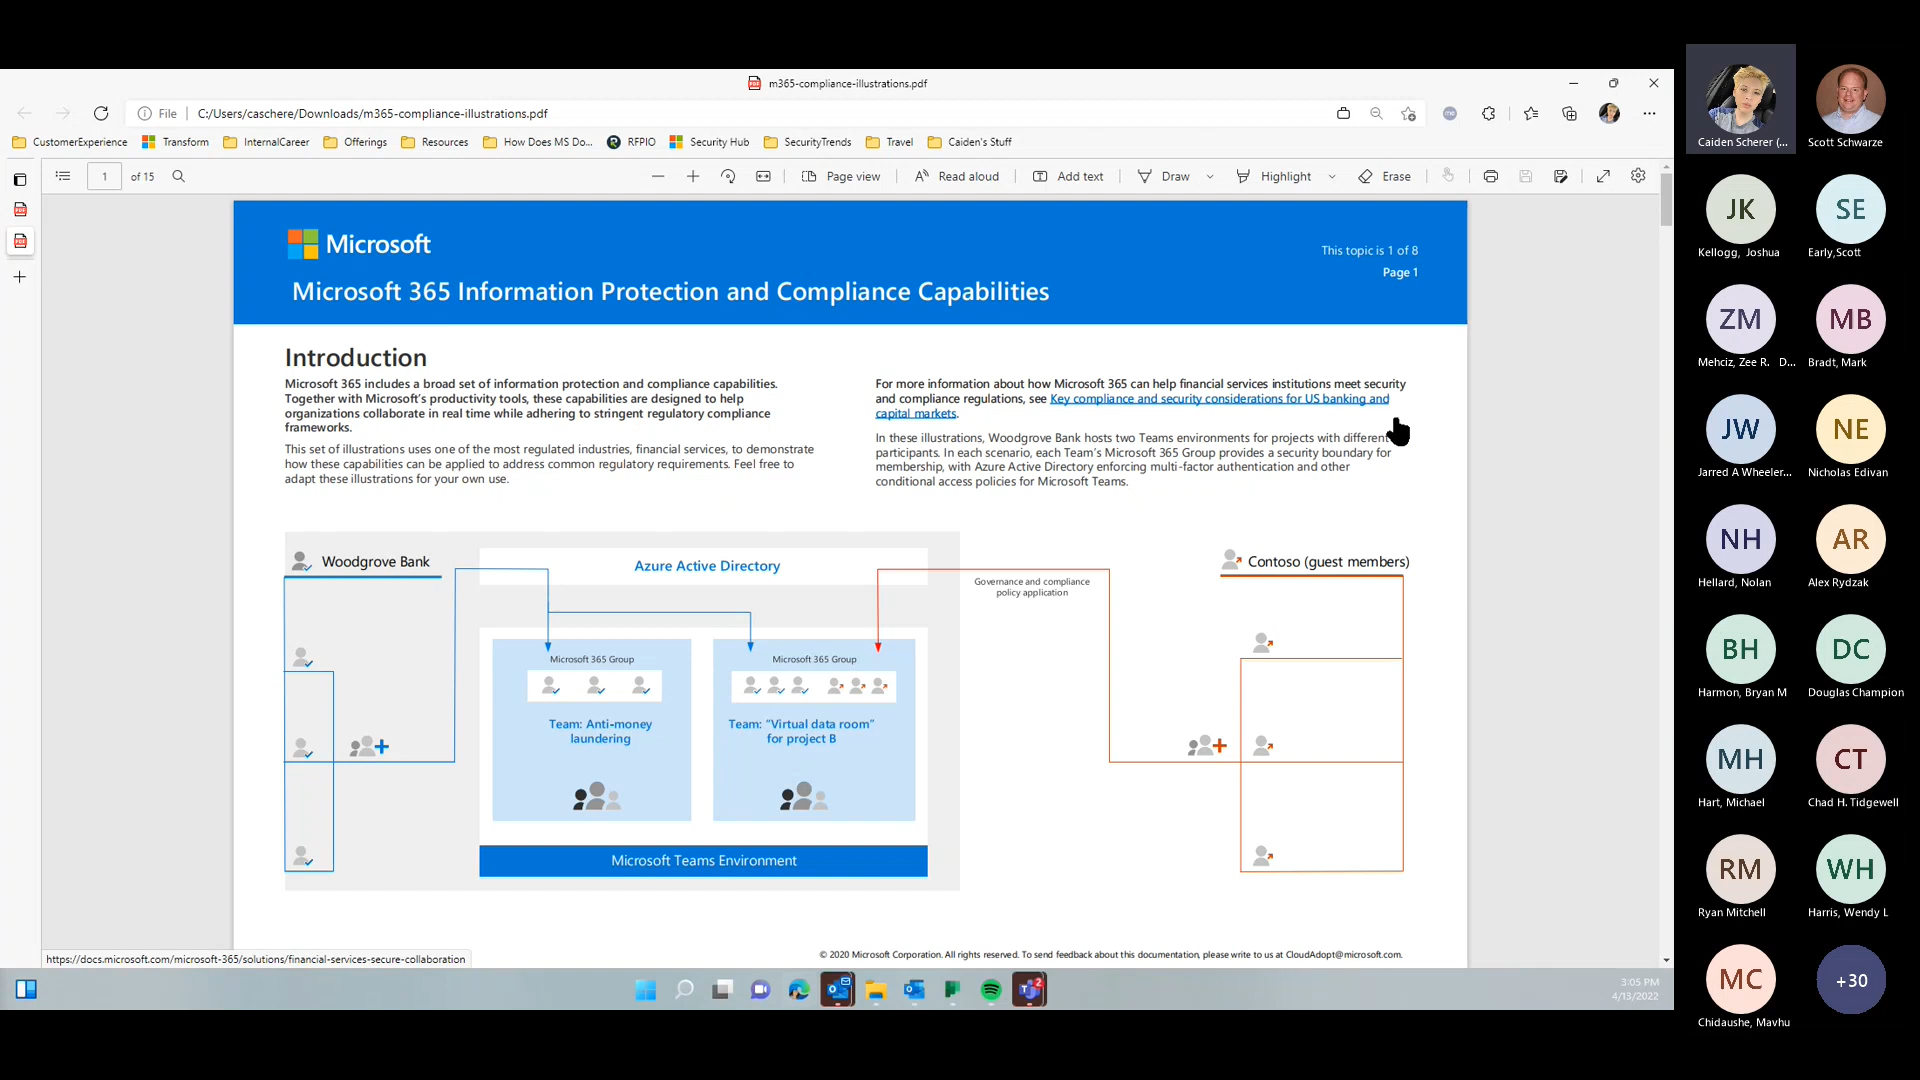 m365-compliance-illustrations.pdf
File
C:/Users/caschere/Downloads/m365-compliance-illustrations.pdf
CustomerExperience
Transform
InternalCareer
Offerings
Resources
How Does MS Do...
RFPIO
Security Hub
SecurityTrends
Travel
Caiden's Stuff
1
of 15
Page view
Read aloud
Add text
Draw
Highlight
Erase
Microsoft
This topic is 1 of 8
Page 1
Microsoft 365 Information Protection and Compliance Capabilities
Introduction
Microsoft 365 includes a broad set of information protection and compliance capabilities.
Together with Microsoft's productivity tools, these capabilities are designed to help
organizations collaborate in real time while adhering to stringent regulatory compliance
frameworks.
This set of illustrations uses one of the most regulated industries, financial services, to demonstrate
how these capabilities can be applied to address common regulatory requirements. Feel free to
adapt these illustrations for your own use.
For more information about how Microsoft 365 can help financial services institutions meet security
and compliance regulations, see Key compliance and security considerations for US banking and
capital markets.
In these illustrations, Woodgrove Bank hosts two Teams environments for projects with different
participants. In each scenario, each Team's Microsoft 365 Group provides a security boundary for
membership, with Azure Active Directory enforcing multi-factor authentication and other
conditional access policies for Microsoft Teams.
Woodgrove Bank
Azure Active Directory
Governance and compliance
policy application
Contoso (guest members)
Microsoft 365 Group
Team: Anti-money
laundering
Microsoft 365 Group
Team: "Virtual data room"
for project B
Microsoft Teams Environment
© 2020 Microsoft Corporation. All rights reserved. To send feedback about this documentation, please write to us at CloudAdopt@microsoft.com.
https://docs.microsoft.com/microsoft-365/solutions/financial-services-secure-collaboration
2
3:05 PM
4/13/2022
Caiden Scherer (...
Scott Schwarze
JK
Kellogg, Joshua
SE
Early,Scott
ZM
Mehciz, Zee R. D...
MB
Bradt, Mark
JW
Jarred A Wheeler...
NE
Nicholas Edivan
NH
Hellard, Nolan
AR
Alex Rydzak
BH
Harmon, Bryan M
DC
Douglas Champion
MH
Hart, Michael
CT
Chad H. Tidgewell
RM
Ryan Mitchell
WH
Harris, Wendy L
MC
Chidaushe, Mavhu
+30